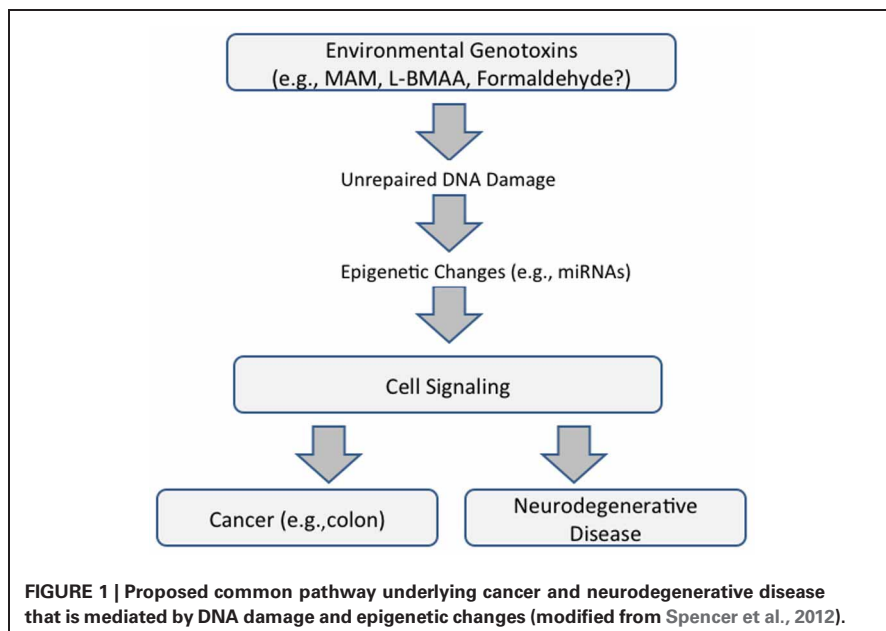 Environmental Genotoxins
(e.g., MAM, L-BMAA, Formaldehyde?)
Unrepaired DNA Damage
Epigenetic Changes (e.g., miRNAs)
Cell Signaling
Cancer (e.g.,colon)
Neurodegenerative
Disease
FIGURE 1 | Proposed common pathway underlying cancer and neurodegenerative disease
that is mediated by DNA damage and epigenetic changes (modified from Spencer et al., 2012).